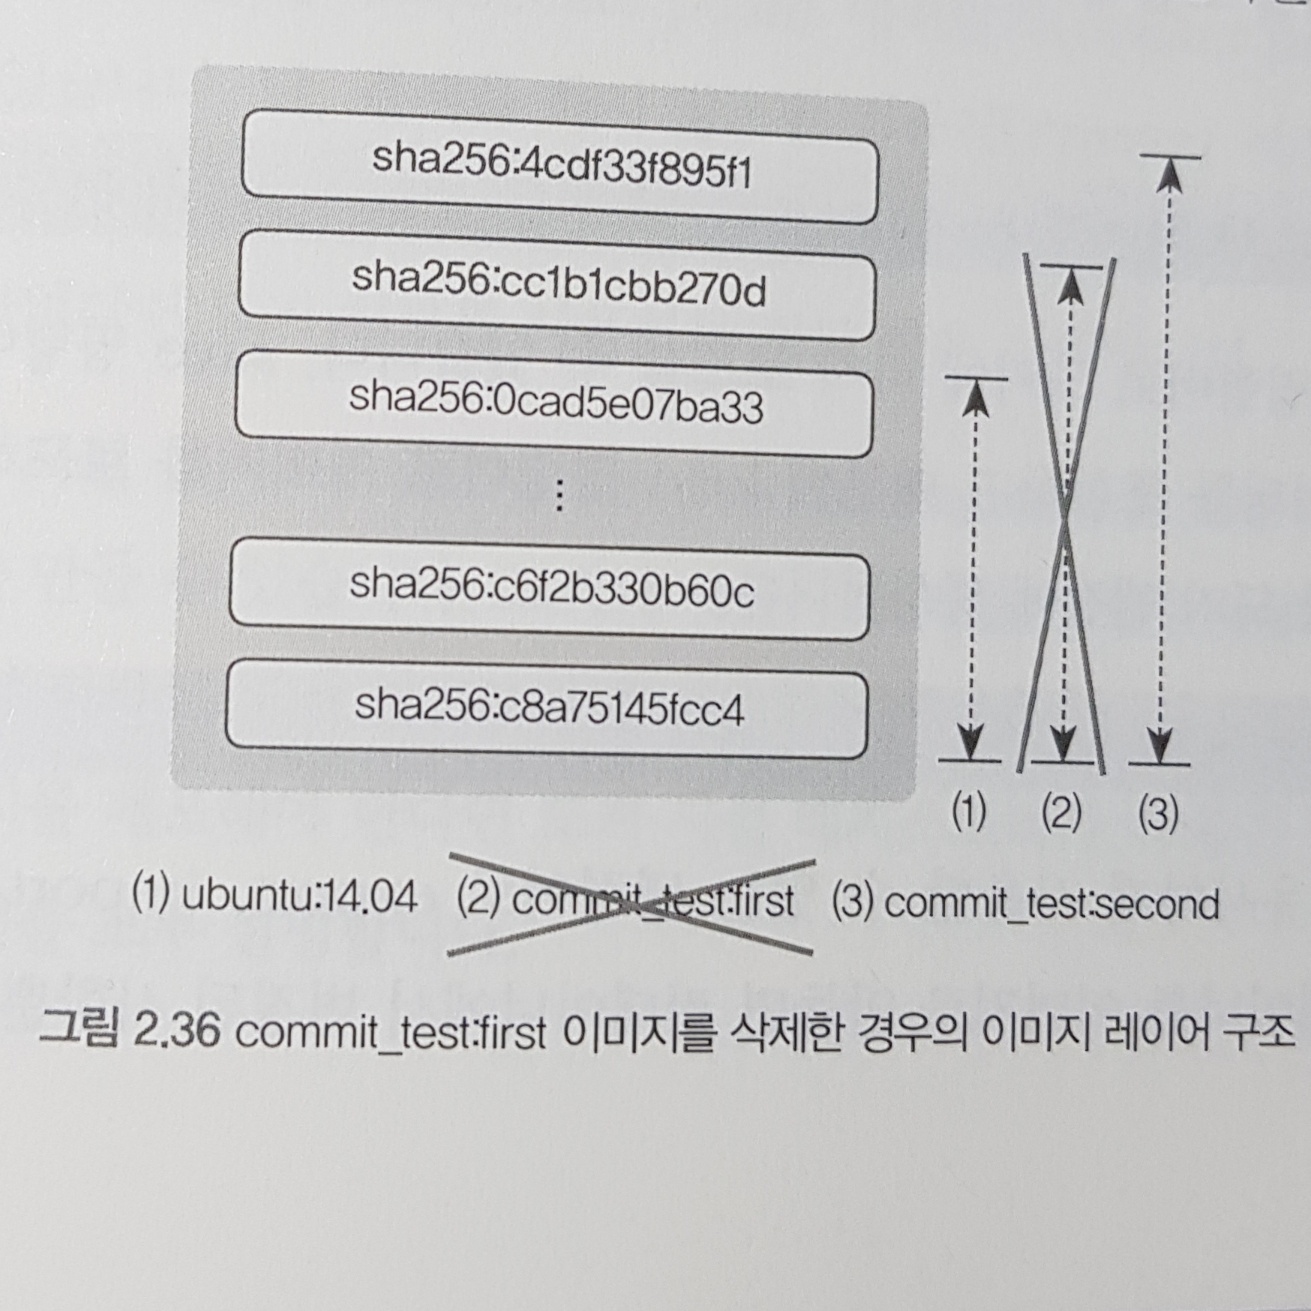 sha256:4cdf33f895f1
sha256:cc1b1cbb270d
sha256:0cad5e07ba33
⋮
sha256:c6f2b330b60c
sha256:c8a75145fcc4
(1) (2) (3)
(1) ubuntu:14.04 (2) commit_test:first (3) commit_test:second
그림 2.36 commit_test:first 이미지를 삭제한 경우의 이미지 레이어 구조